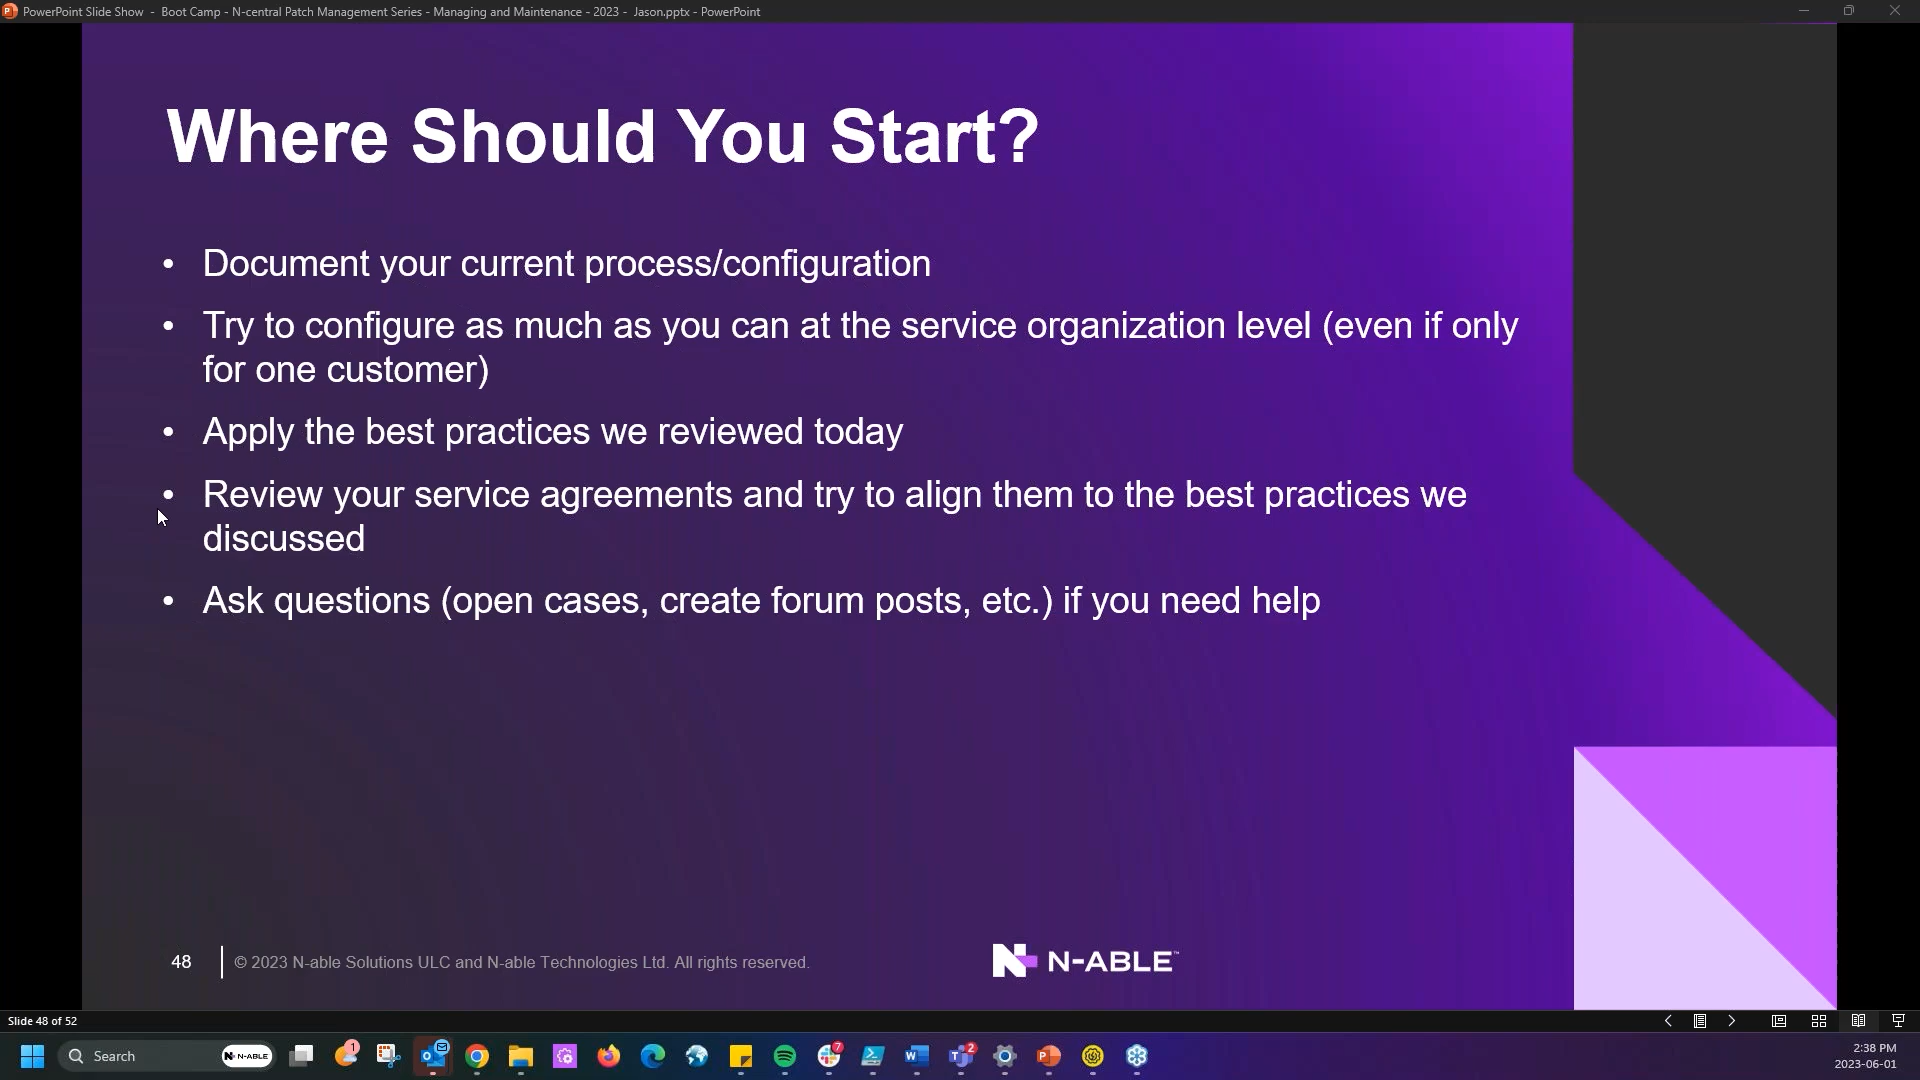 PowerPoint Slide Show - Boot Camp - N-central Patch Management Series - Managing and Maintenance - 2023 - Jason.pptx - PowerPoint
Where Should You Start?
• Document your current process/configuration
• Try to configure as much as you can at the service organization level (even if only
for one customer)
• Apply the best practices we reviewed today
• Review your service agreements and try to align them to the best practices we
discussed
• Ask questions (open cases, create forum posts, etc.) if you need help
48
© 2023 N-able Solutions ULC and N-able Technologies Ltd. All rights reserved.
N-ABLE™
Slide 48 of 52
Search
N-ABLE
1
7
2
2:38 PM
2023-06-01